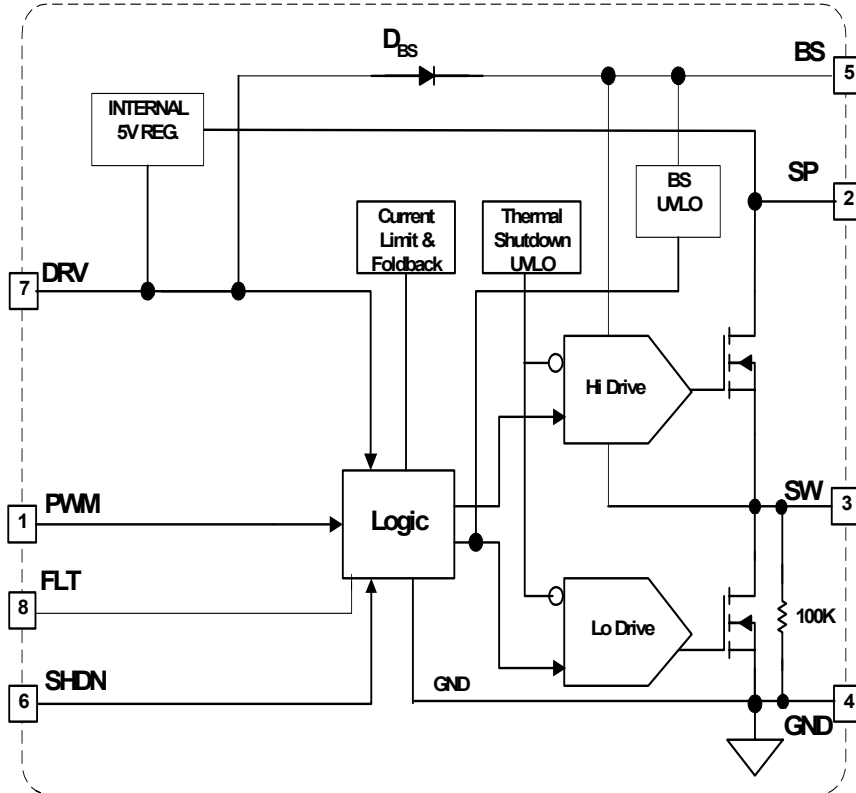 DBS
BS
5
INTERNAL
5V REG.
SP
2
BS
UVLO
Current
Limit &
Foldback
Thermal
Shutdown
UVLO
DRV
7
Hi Drive
PWM
1
Logic
SW
3
FLT
8
Lo Drive
100K
SHDN
6
GND
GND
4